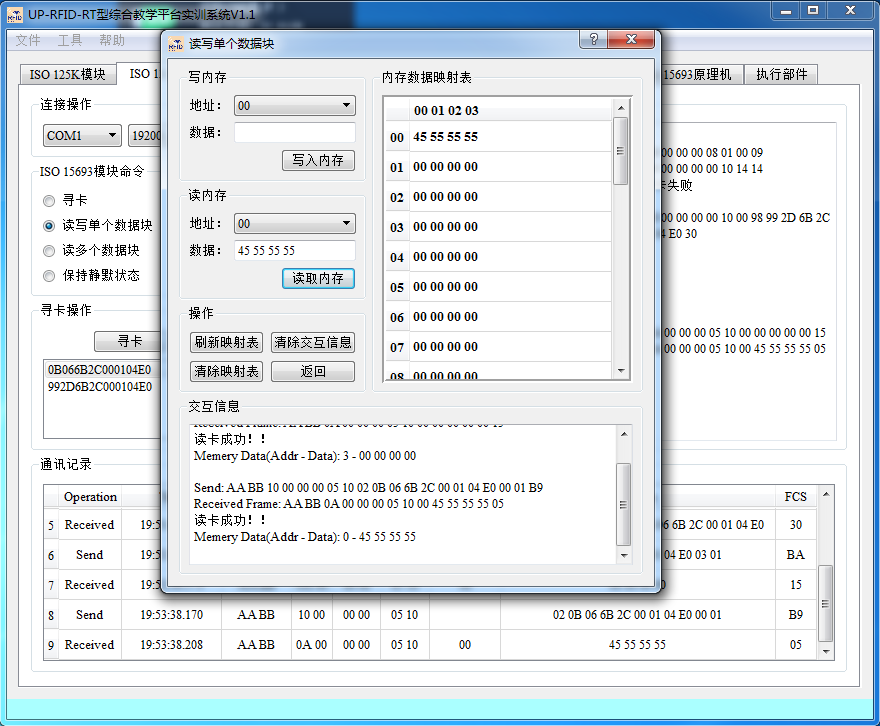 UP-RFID-RT型综合教学平台实训系统V1.1
文件 工具 帮助
ISO 125K模块
ISO 1
15693原理机
执行部件
连接操作
COM1
19200
ISO 15693模块命令
寻卡
读写单个数据块
读多个数据块
保持静默状态
寻卡操作
寻卡
0B066B2C000104E0
992D6B2C000104E0
00 00 00 08 01 00 09
00 00 00 00 10 14 14
卡失败
00 00 00 00 10 00 98 99 2D 6B 2C
4 E0 30
00 00 00 05 10 00 00 00 00 00 15
00 00 00 05 10 00 45 55 55 55 05
读写单个数据块
写内存
地址： 00
数据：
写入内存
读内存
地址： 00
数据： 45 55 55 55
读取内存
操作
刷新映射表 清除交互信息
清除映射表 返回
内存数据映射表
00 01 02 03
00 45 55 55 55
01 00 00 00 00
02 00 00 00 00
03 00 00 00 00
04 00 00 00 00
05 00 00 00 00
06 00 00 00 00
07 00 00 00 00
08 00 00 00 00
交互信息
Received Frame: AA BB 0A 00 00 00 05 10 00 00 00 00 00 15
读卡成功！！
Memery Data(Addr - Data): 3 - 00 00 00 00
Send: AA BB 10 00 00 00 05 10 02 0B 06 6B 2C 00 01 04 E0 00 01 B9
Received Frame: AA BB 0A 00 00 00 05 10 00 45 55 55 55 05
读卡成功！！
Memery Data(Addr - Data): 0 - 45 55 55 55
通讯记录
Operation FCS
5 Received 19:53 6 6B 2C 00 01 04 E0 30
6 Send 19:53 04 E0 03 01 BA
7 Received 19:53 15
8 Send 19:53:38.170 AA BB 10 00 00 00 05 10 02 0B 06 6B 2C 00 01 04 E0 00 01 B9
9 Received 19:53:38.208 AA BB 0A 00 00 00 05 10 00 45 55 55 55 05